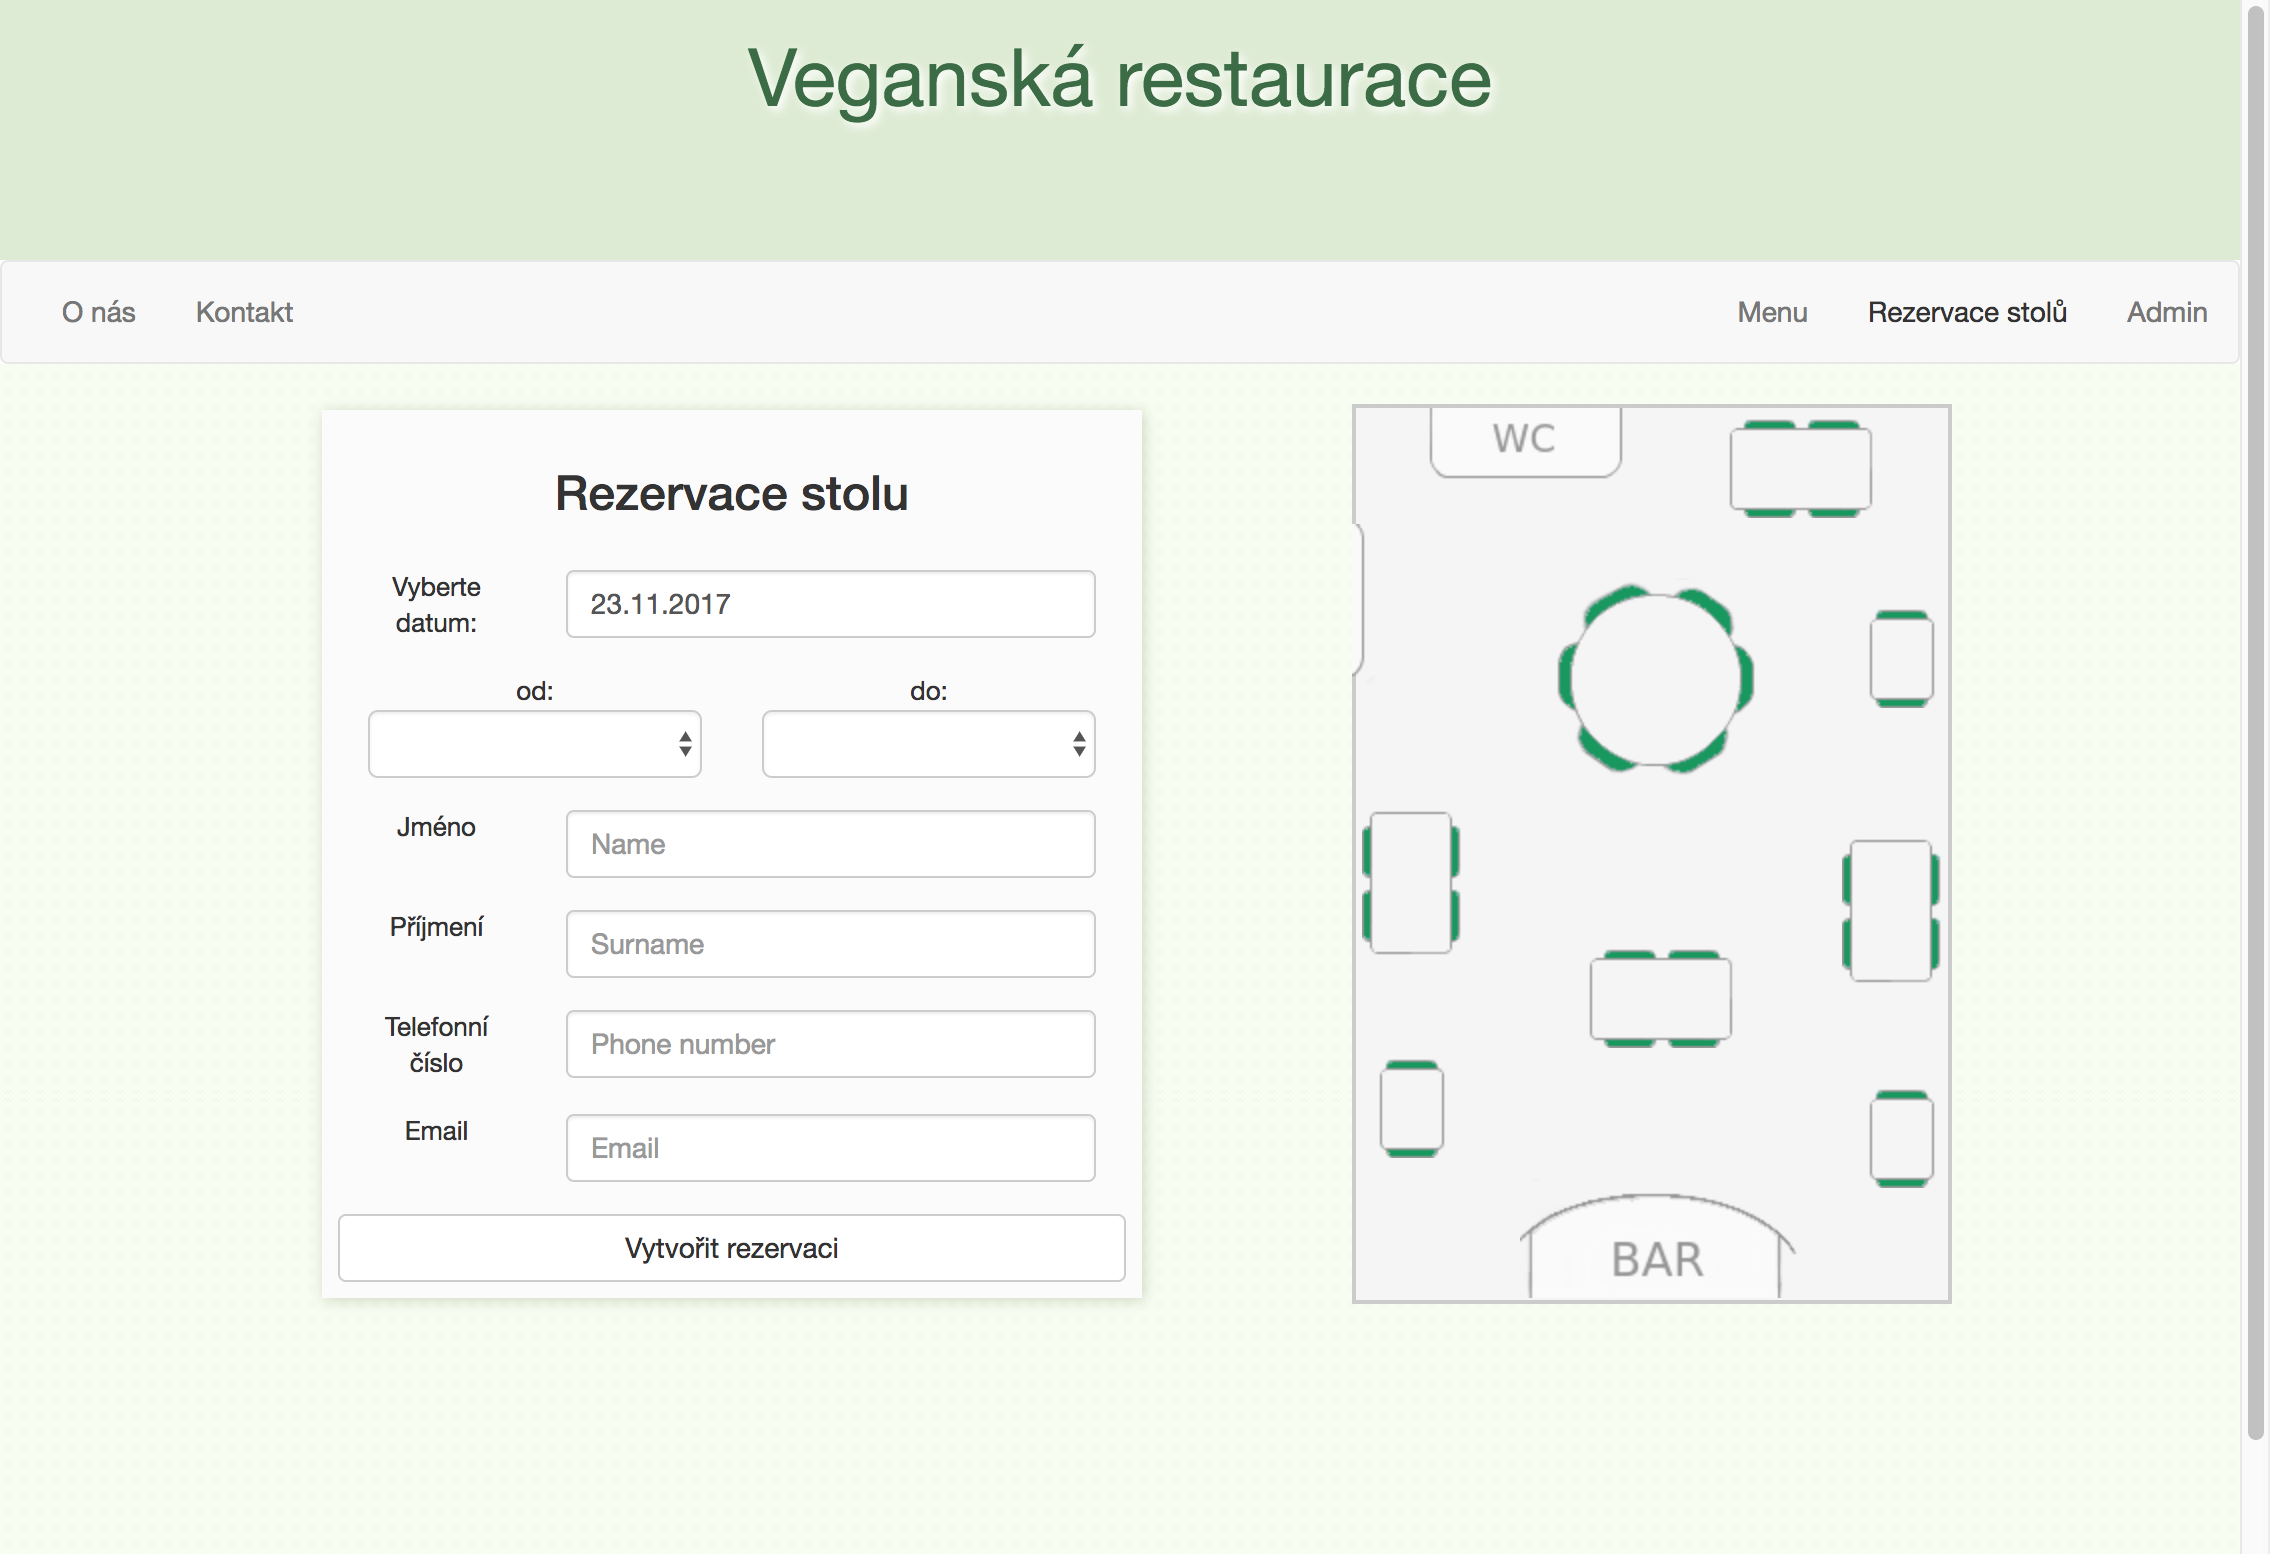 Veganská restaurace
O nás
Kontakt
Menu
Rezervace stolů
Admin
Rezervace stolu
Vyberte
datum:
23.11.2017
od:
do:
Jméno
Name
Příjmení
Surname
Telefonní
číslo
Phone number
Email
Email
Vytvořit rezervaci
WC
BAR